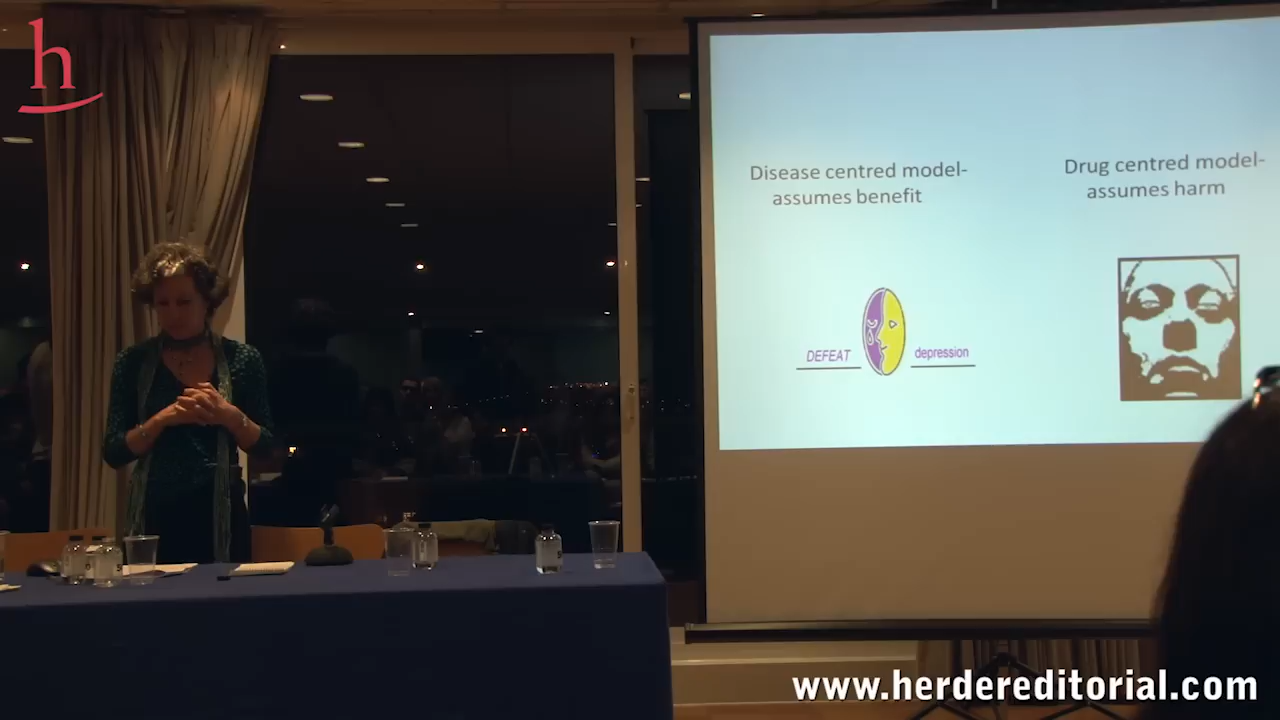 h
Disease centred model-
assumes benefit
Drug centred model-
assumes harm
DEFEAT depression
www.herdereditorial.com